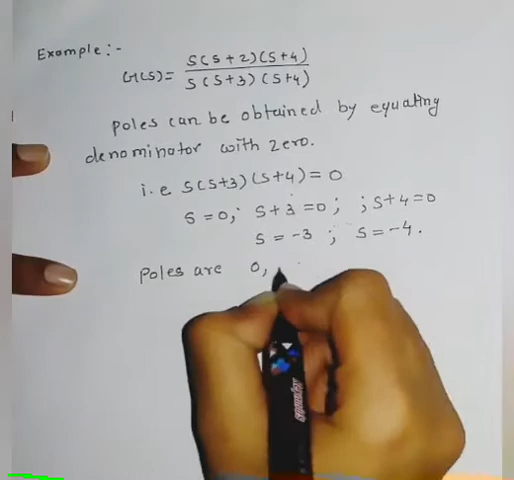 Example :-
G(S) = S(S+2)(S+4) / S(S+3)(S+4)
Poles can be obtained by equating
denominator with zero.
i.e S(S+3)(S+4) = 0
S = 0; S+3 = 0; ; S+4 = 0
S = -3 ; S = -4.
Poles are 0,